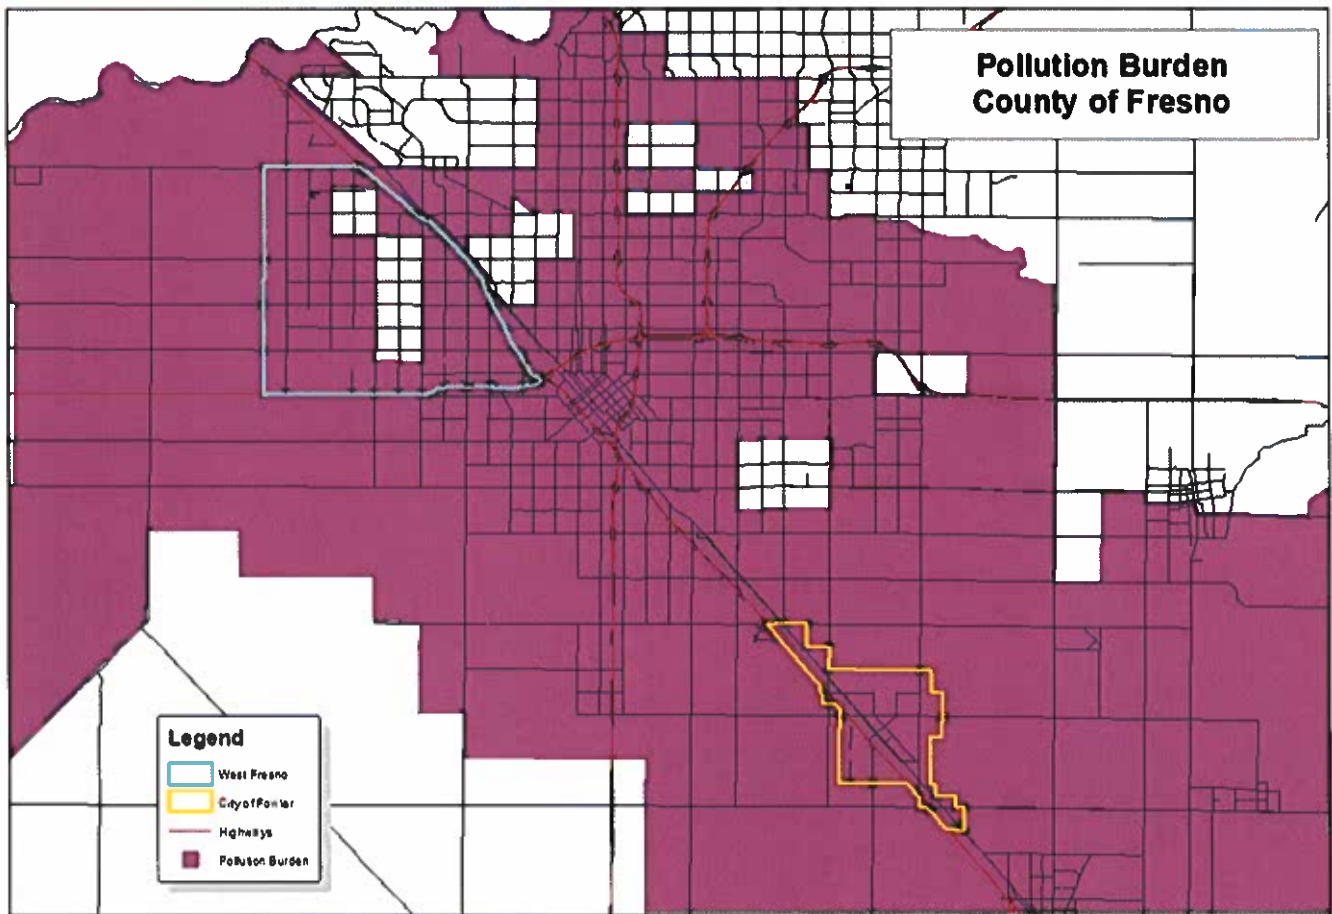 Pollution Burden
County of Fresno
Legend
West Fresno
City of Fowler
Highways
Pollution Burden